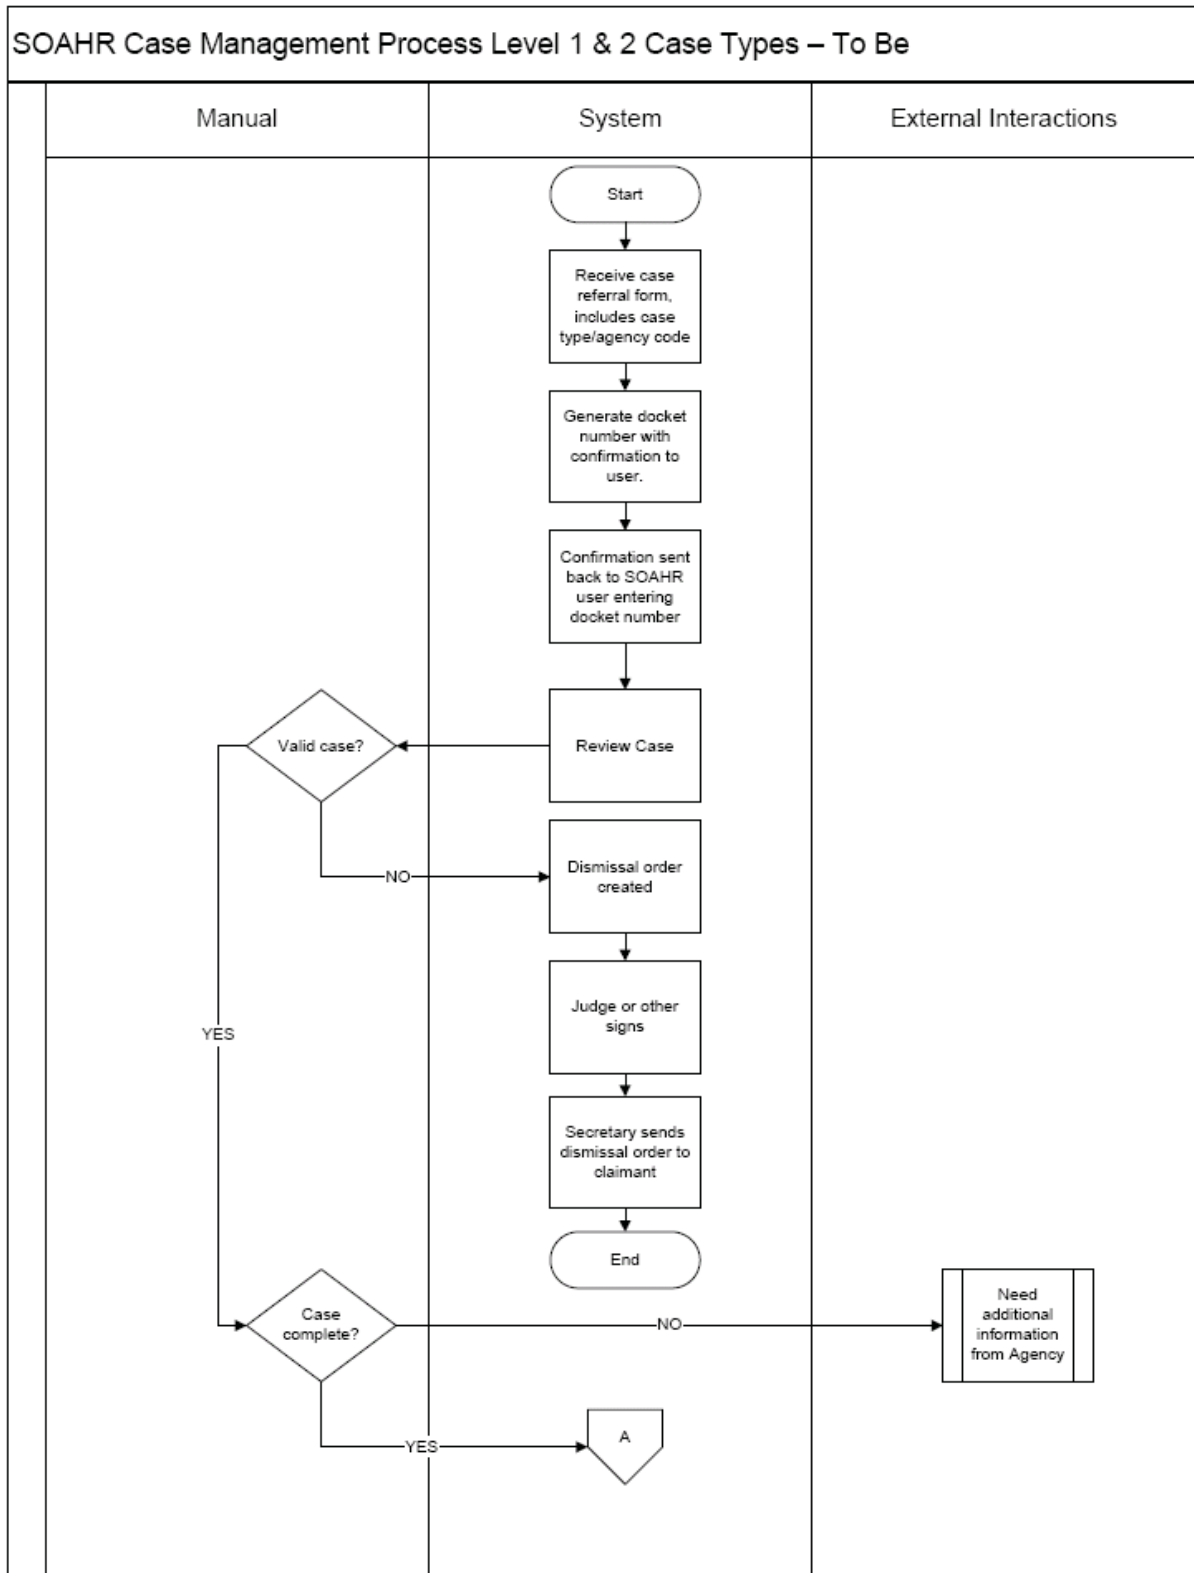 SOAHR Case Management Process Level 1 & 2 Case Types – To Be
Manual
System
External Interactions
Start
Receive case
referral form,
includes case
type/agency code
Generate docket
number with
confirmation to
user.
Confirmation sent
back to SOAHR
user entering
docket number
Valid case?
Review Case
NO
Dismissal order
created
Judge or other
signs
YES
Secretary sends
dismissal order to
claimant
End
Case
complete?
NO
Need
additional
information
from Agency
YES
A